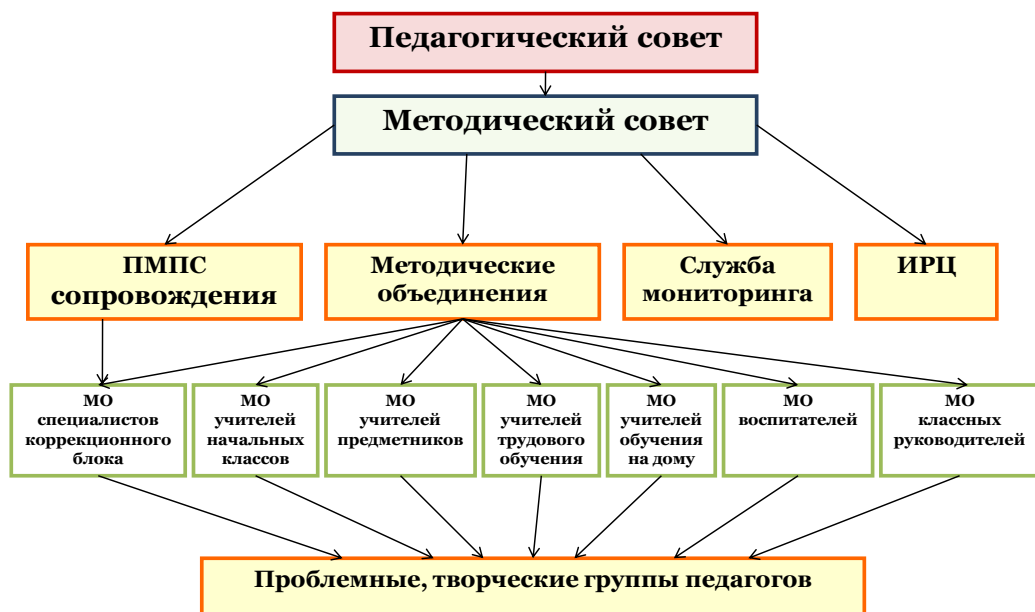 Педагогический совет
Методический совет
ПМПС
сопровождения
Методические
объединения
Служба
мониторинга
ИРЦ
МО
специалистов
коррекционного
блока
МО
учителей
начальных
классов
МО
учителей
предметников
МО
учителей
трудового
обучения
МО
учителей
обучения
на дому
МО
воспитателей
МО
классных
руководителей
Проблемные, творческие группы педагогов